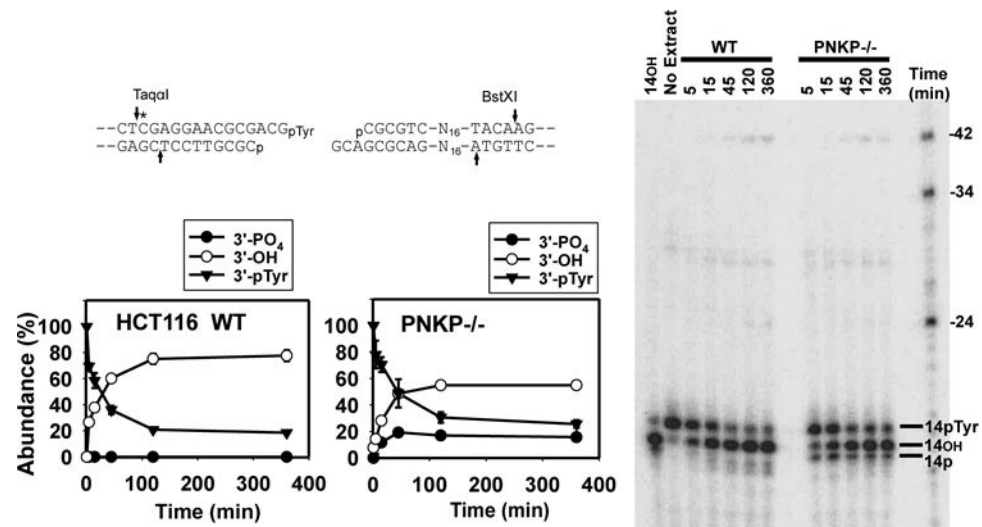 TaqαI
*
--CTCGAGGAACGCGACGpTyr
--GAGCTCCTTGCGCp
BstXI
pCGCGTC-N16-TACAAG--
GCAGCGCAG-N16-ATGTTC--
3'-PO4
3'-OH
3'-pTyr
3'-PO4
3'-OH
3'-pTyr
HCT116 WT
PNKP-/-
Abundance (%)
100
80
60
40
20
0
100
80
60
40
20
0
0 100 200 300 400
0 100 200 300 400
Time (min)
Time (min)
14OH
No Extract
WT
PNKP-/-
5 15 45 120 360
5 15 45 120 360
Time
(min)
-42
-34
-24
14pTyr
14OH
14p